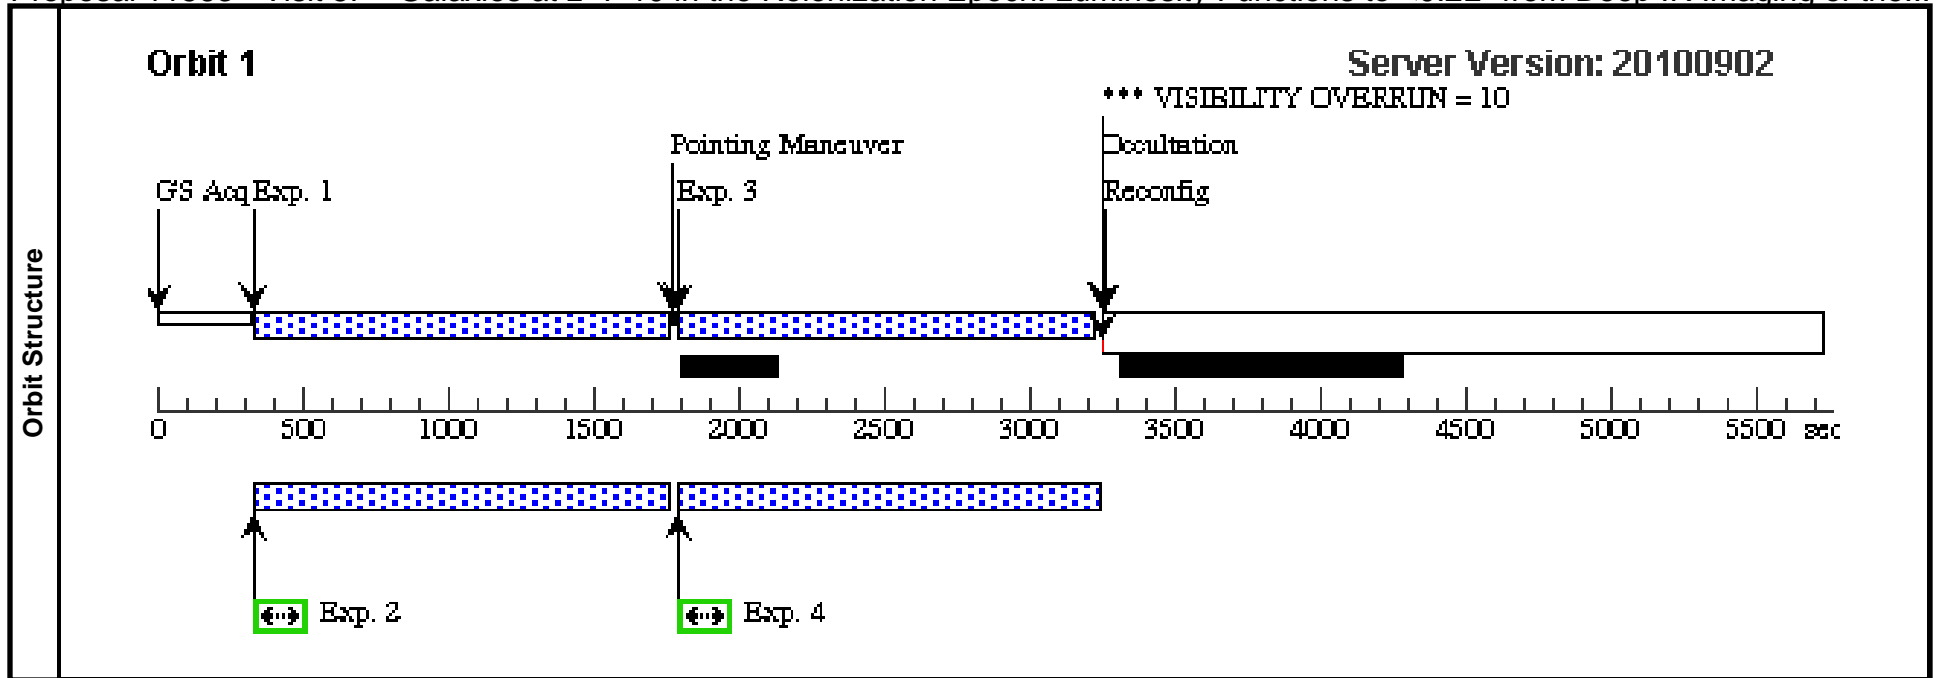 Orbit 1
Server Version: 20100902
*** VISIBILITY OVERRUN = 10
Pointing Maneuver
Occultation
GS Acq
Exp. 1
Exp. 3
Reconfig
Orbit Structure
0 500 1000 1500 2000 2500 3000 3500 4000 4500 5000 5500 sec
Exp. 2
Exp. 4